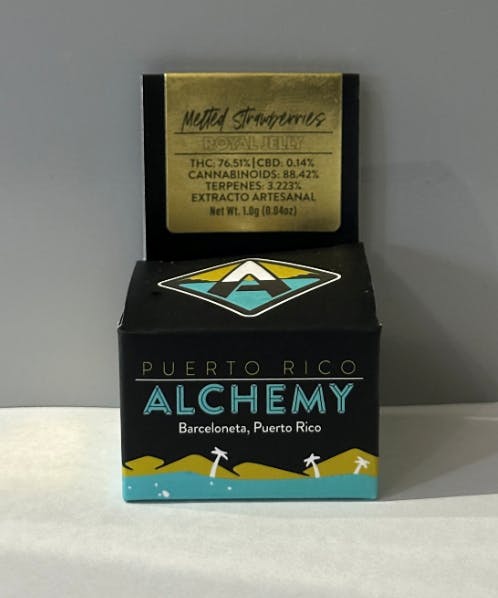 Melted Strawberries
ROYAL JELLY
THC: 76.51% | CBD: 0.14%
CANNABINOIDS: 88.42%
TERPENES: 3.223%
EXTRACTO ARTESANAL
Net Wt. 1.0g (0.04oz)
A
PUERTO RICO
ALCHEMY
Barceloneta, Puerto Rico